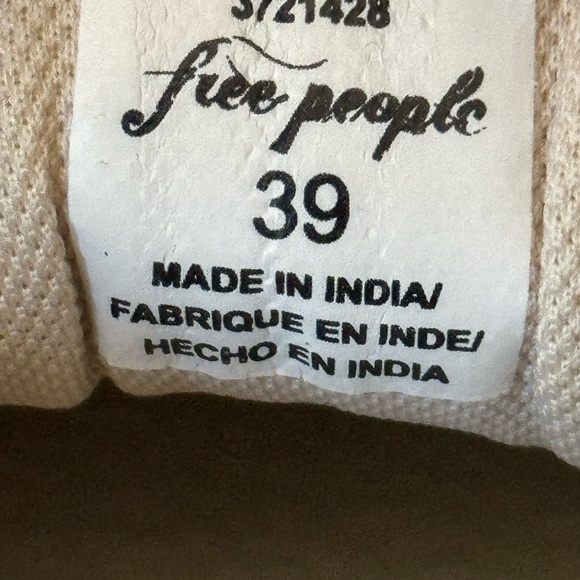 3721428
free people
39
MADE IN INDIA/
FABRIQUE EN INDE/
HECHO EN INDIA